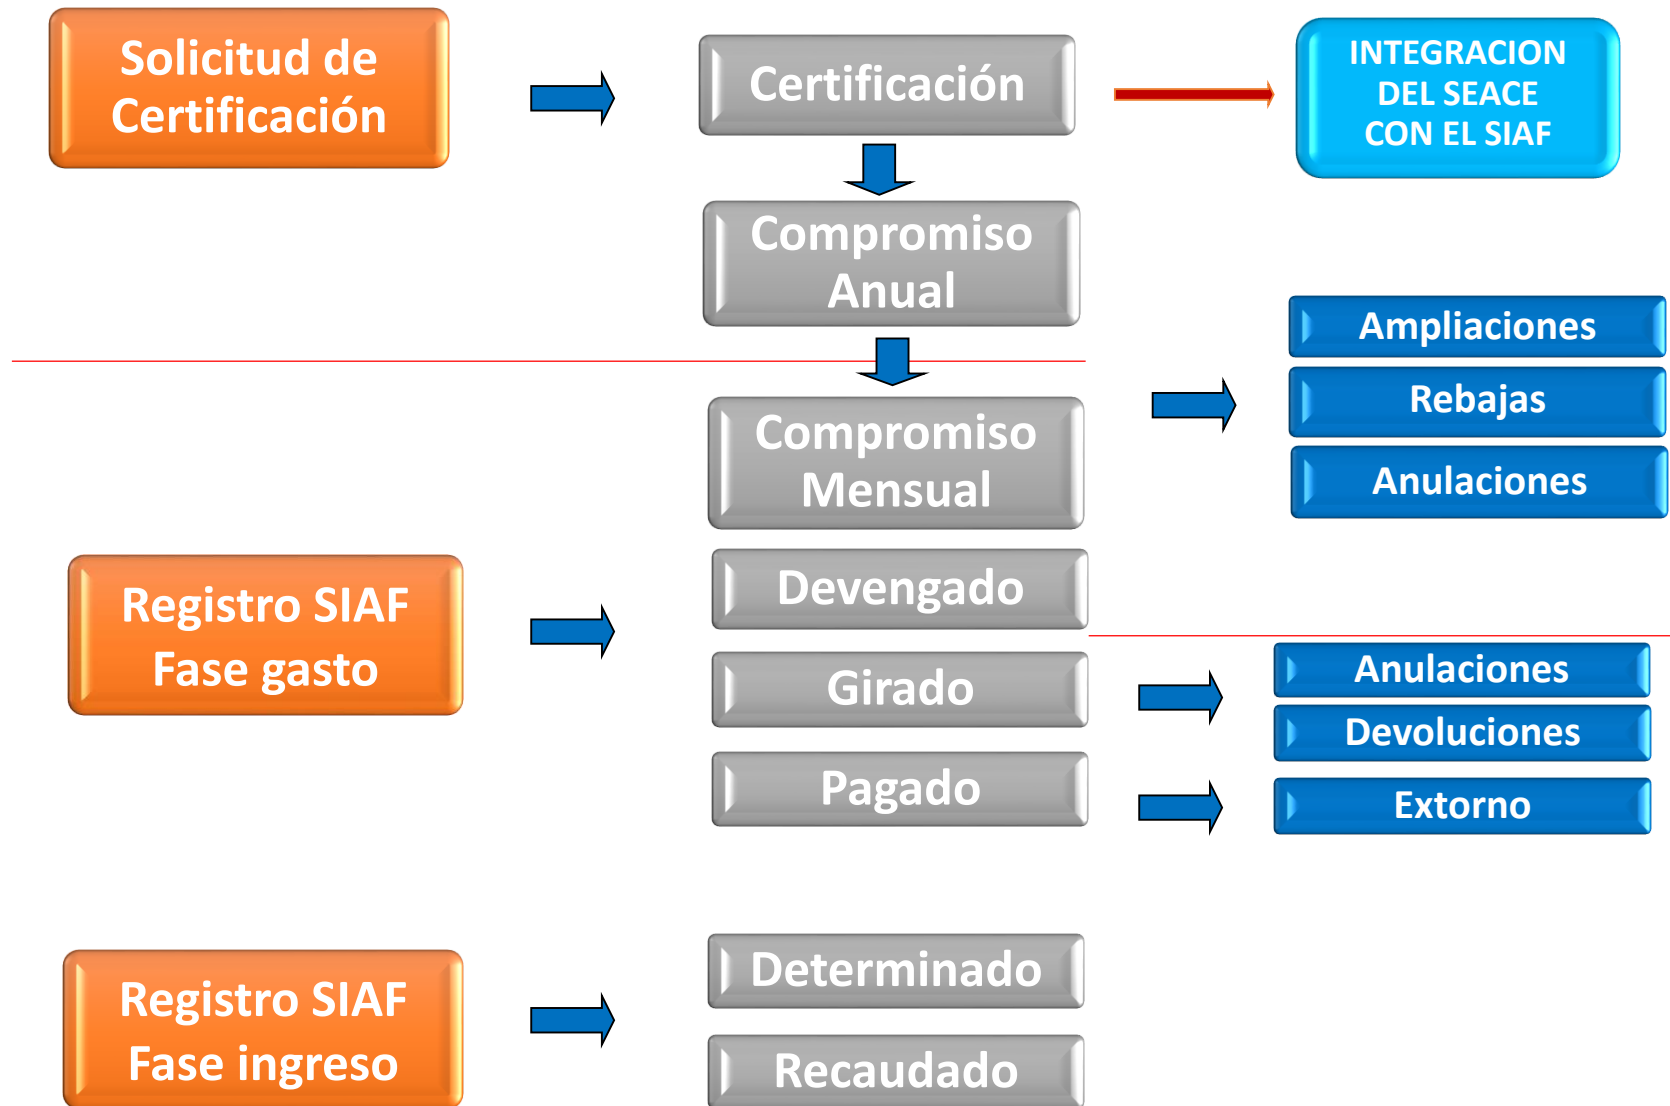 Solicitud de
Certificación
Certificación
INTEGRACION
DEL SEACE
CON EL SIAF
Compromiso
Anual
Ampliaciones
Rebajas
Anulaciones
Compromiso
Mensual
Registro SIAF
Fase gasto
Devengado
Girado
Pagado
Anulaciones
Devoluciones
Extorno
Registro SIAF
Fase ingreso
Determinado
Recaudado